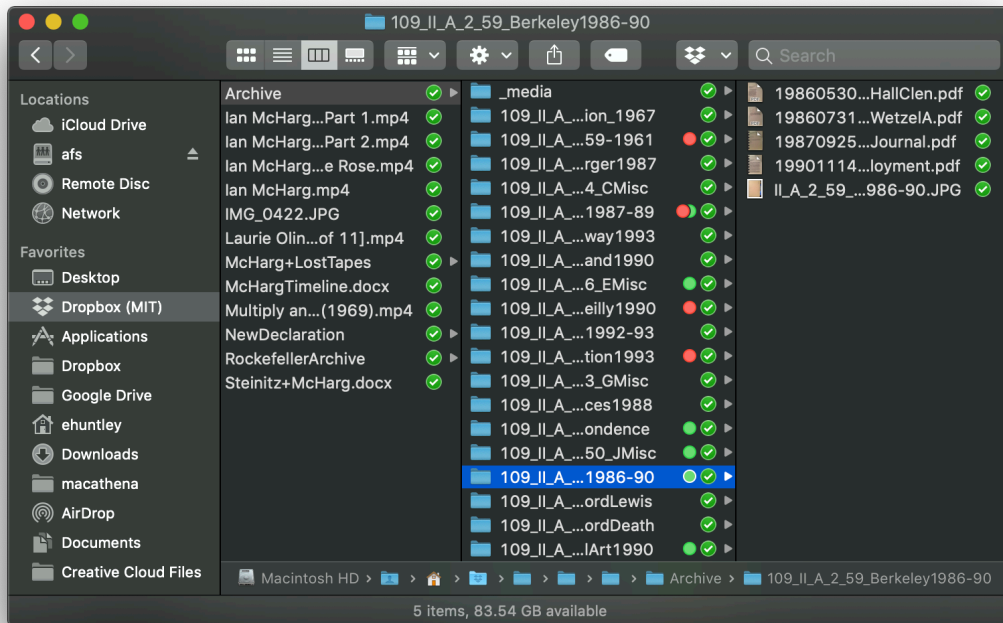 109_II_A_2_59_Berkeley1986-90
Search
Locations
iCloud Drive
afs
Remote Disc
Network
Favorites
Desktop
Dropbox (MIT)
Applications
Dropbox
Google Drive
ehuntley
Downloads
macathena
AirDrop
Documents
Creative Cloud Files
Archive
Ian McHarg...Part 1.mp4
Ian McHarg...Part 2.mp4
Ian McHarg...e Rose.mp4
Ian McHarg.mp4
IMG_0422.JPG
Laurie Olin...of 11].mp4
McHarg+LostTapes
McHargTimeline.docx
Multiply an...(1969).mp4
NewDeclaration
RockefellerArchive
Steinitz+McHarg.docx
_media
109_II_A_...ion_1967
109_II_A_...59-1961
109_II_A_...rger1987
109_II_A_...4_CMisc
109_II_A_...1987-89
109_II_A_...way1993
109_II_A_...and1990
109_II_A_...6_EMisc
109_II_A_...eilly1990
109_II_A_...1992-93
109_II_A_...tion1993
109_II_A_...3_GMisc
109_II_A_...ces1988
109_II_A_...ondence
109_II_A_...50_JMisc
109_II_A_...1986-90
109_II_A_...ordLewis
109_II_A_...ordDeath
109_II_A_...lArt1990
19860530...HallClen.pdf
19860731...WetzelA.pdf
19870925...Journal.pdf
19901114...loyment.pdf
II_A_2_59_...986-90.JPG
Macintosh HD › › › › › › › Archive › 109_II_A_2_59_Berkeley1986-90
5 items, 83.54 GB available